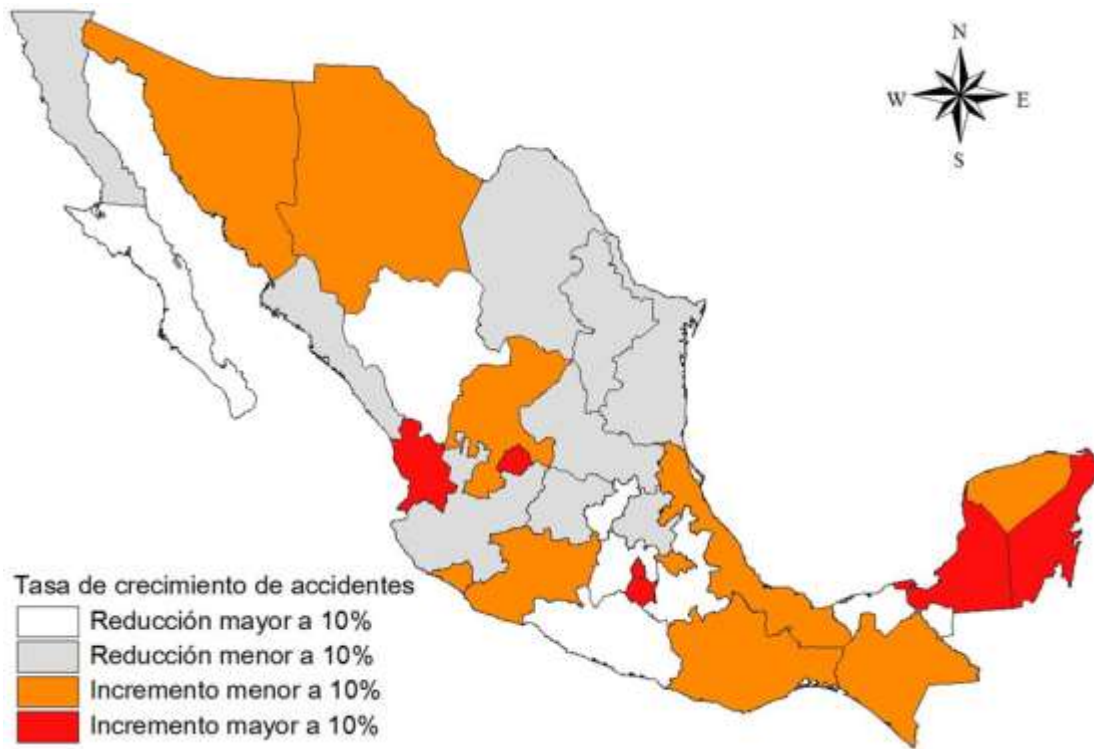 N
W E
S
Tasa de crecimiento de accidentes
Reducción mayor a 10%
Reducción menor a 10%
Incremento menor a 10%
Incremento mayor a 10%